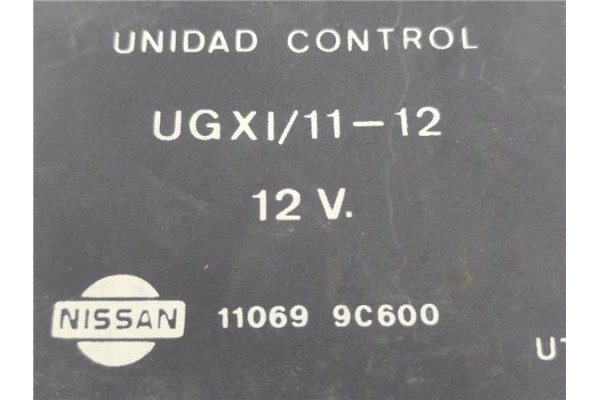 UNIDAD CONTROL
UGXI/11-12
12 V.
NISSAN 11069 9C600